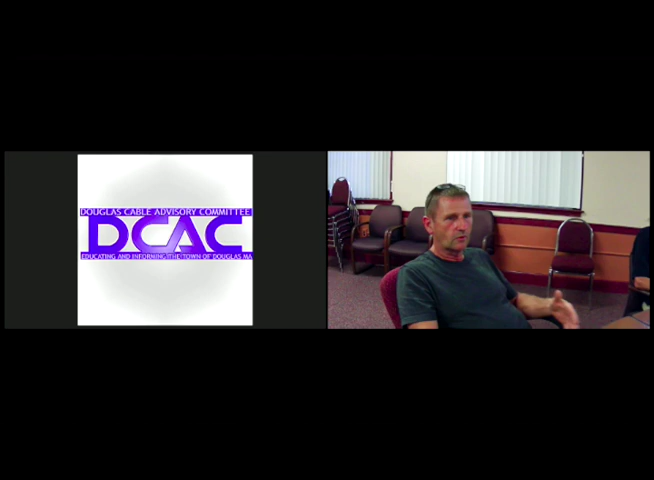 DOUGLAS CABLE ADVISORY COMMITTEE
DCAC
EDUCATING AND INFORMING THE TOWN OF DOUGLAS MA